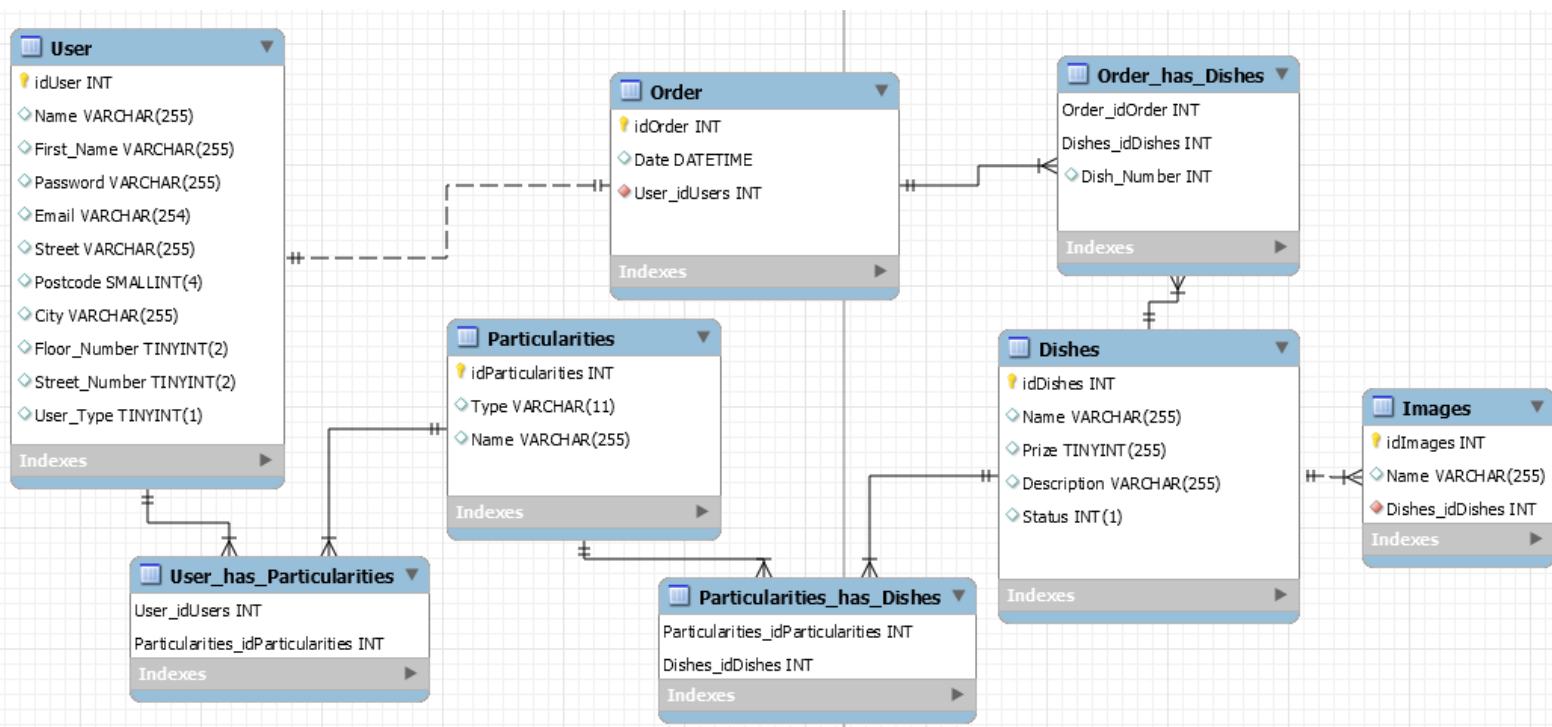 User
idUser INT
Name VARCHAR(255)
First_Name VARCHAR(255)
Password VARCHAR(255)
Email VARCHAR(254)
Street VARCHAR(255)
Postcode SMALLINT(4)
City VARCHAR(255)
Floor_Number TINYINT(2)
Street_Number TINYINT(2)
User_Type TINYINT(1)
Indexes
Order
idOrder INT
Date DATETIME
User_idUsers INT
Indexes
Order_has_Dishes
Order_idOrder INT
Dishes_idDishes INT
Dish_Number INT
Indexes
Particularities
idParticularities INT
Type VARCHAR(11)
Name VARCHAR(255)
Indexes
Dishes
idDishes INT
Name VARCHAR(255)
Prize TINYINT(255)
Description VARCHAR(255)
Status INT(1)
Indexes
Images
idImages INT
Name VARCHAR(255)
Dishes_idDishes INT
Indexes
User_has_Particularities
User_idUsers INT
Particularities_idParticularities INT
Indexes
Particularities_has_Dishes
Particularities_idParticularities INT
Dishes_idDishes INT
Indexes